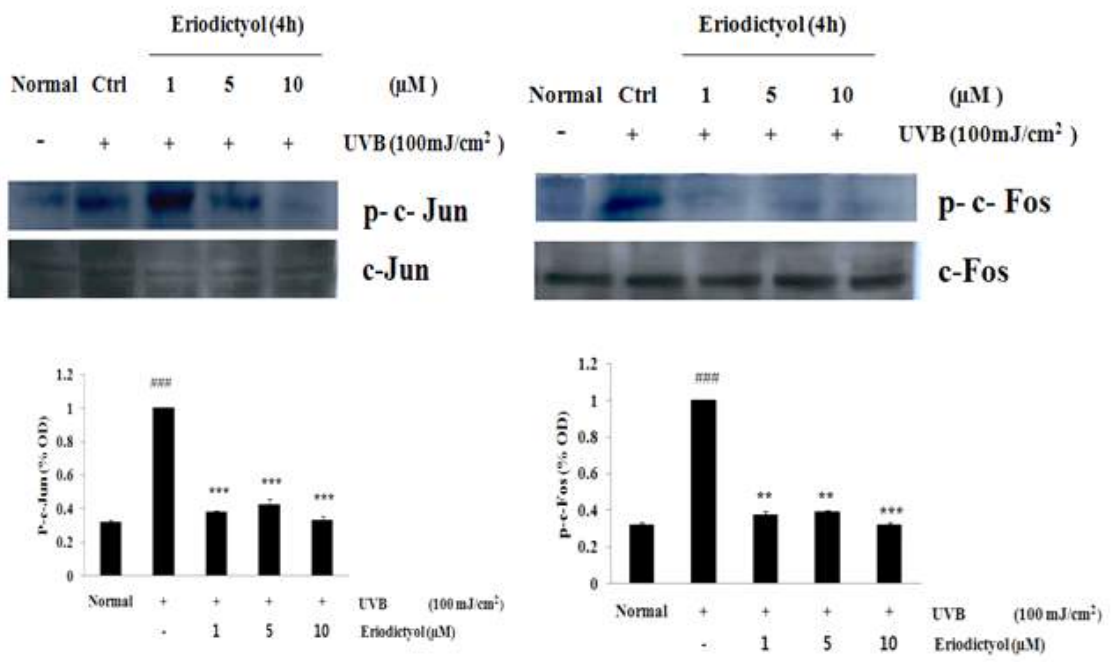 Eriodictyol (4h)
Normal Ctrl 1 5 10 (μM )
- + + + + UVB (100mJ/cm2 )
p- c- Jun
c-Jun
Eriodictyol (4h)
Normal Ctrl 1 5 10 (μM )
- + + + + UVB (100mJ/cm2 )
p- c- Fos
c-Fos
P-c-Jun (% OD)
1.2
1
0.8
0.6
0.4
0.2
0
###
***
***
***
Normal + + + + UVB (100 mJ/cm2)
- 1 5 10 Eriodictyol (μM)
p-c-Fos (% OD)
1.2
1
0.8
0.6
0.4
0.2
0
###
**
**
***
Normal + + + + UVB (100 mJ/cm2)
- 1 5 10 Eriodictyol (μM)